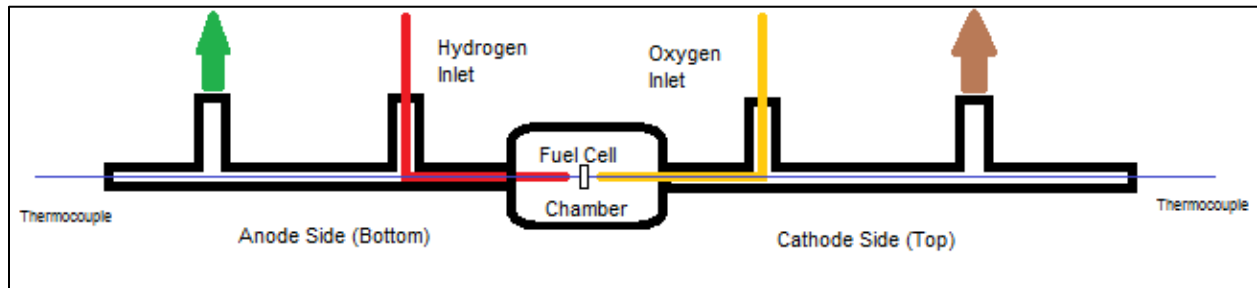 Hydrogen
Inlet
Oxygen
Inlet
Fuel Cell
Chamber
Thermocouple
Thermocouple
Anode Side (Bottom)
Cathode Side (Top)